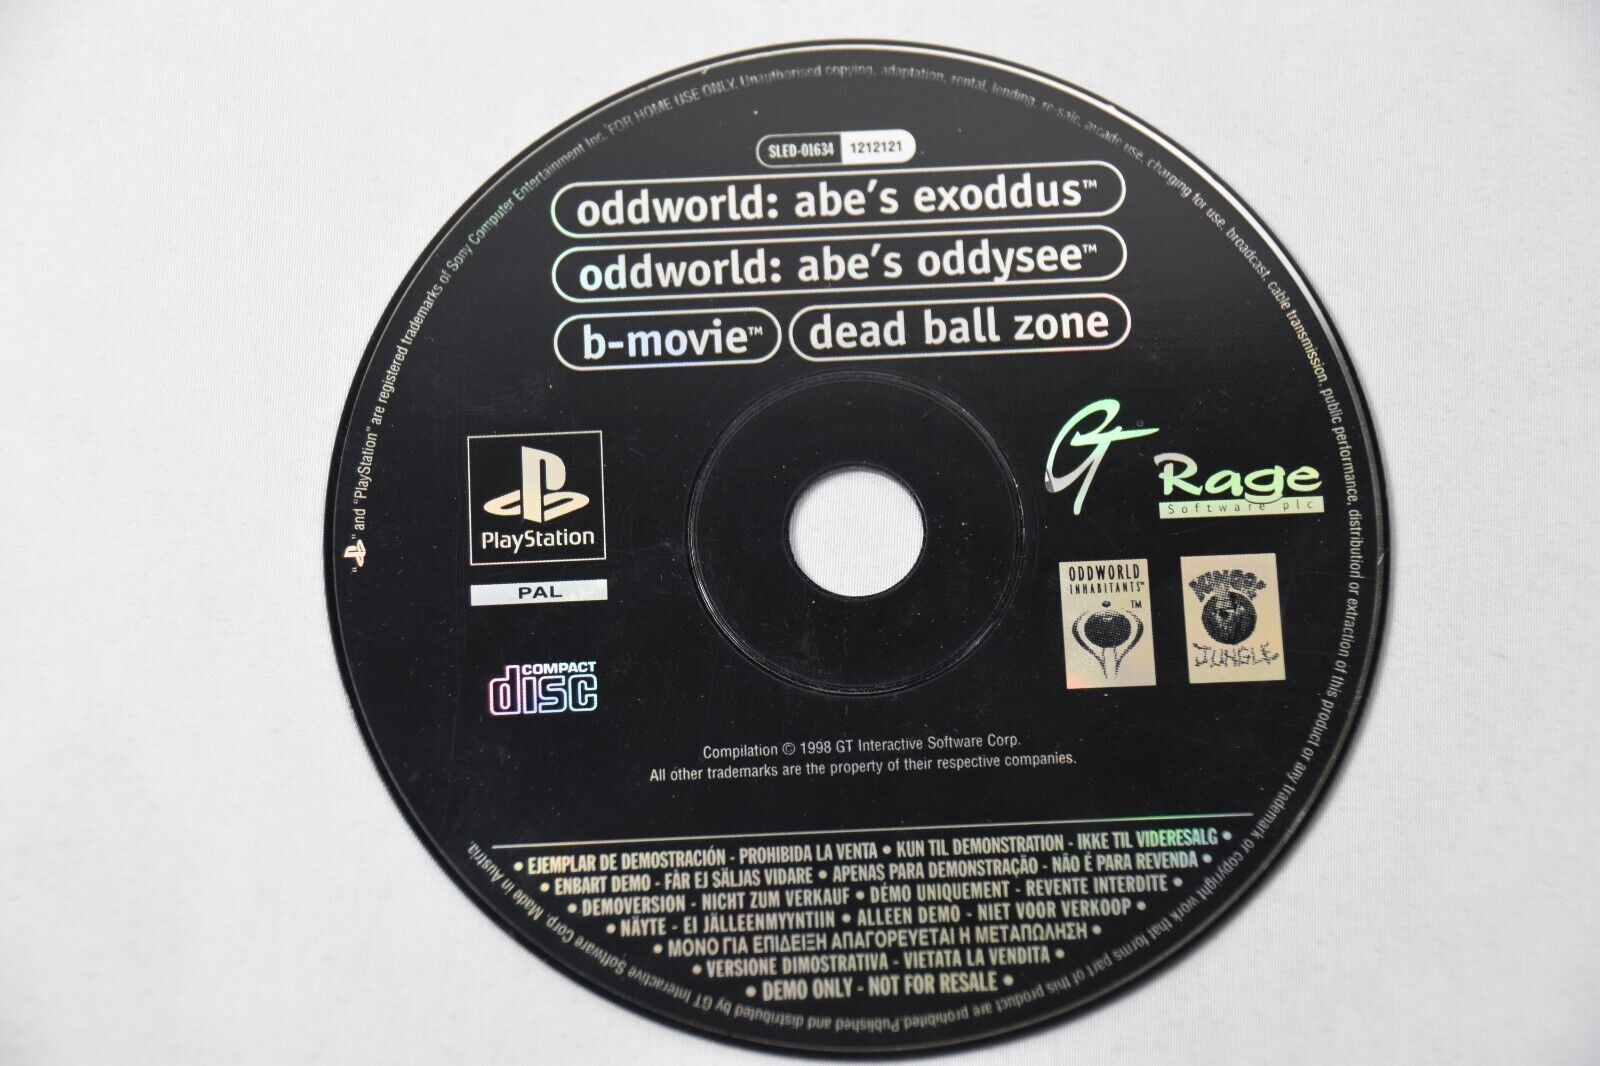 SLED-01634 1212121
oddworld: abe's exoddus™
oddworld: abe's oddysee™
b-movie™ dead ball zone
PlayStation
PAL
COMPACT
disc
GT
Rage
Software plc
ODDWORLD
INHABITANTS™
JUNGLE
Compilation © 1998 GT Interactive Software Corp.
All other trademarks are the property of their respective companies.
• EJEMPLAR DE DEMOSTRACIÓN - PROHIBIDA LA VENTA • KUN TIL DEMONSTRATION - IKKE TIL VIDERESALG •
• ENBART DEMO - FÅR EJ SÄLJAS VIDARE • APENAS PARA DEMONSTRAÇÃO - NÃO É PARA REVENDA •
• DEMOVERSION - NICHT ZUM VERKAUF • DÉMO UNIQUEMENT - REVENTE INTERDITE •
• NÄYTE - EI JÄLLEENMYYNTIIN • ALLEEN DEMO - NIET VOOR VERKOOP •
• ΜΟΝΟ ΓΙΑ ΕΠΙΔΕΙΞΗ ΑΠΑΓΟΡΕΥΕΤΑΙ Η ΜΕΤΑΠΩΛΗΣΗ •
• VERSIONE DIMOSTRATIVA - VIETATA LA VENDITA •
• DEMO ONLY - NOT FOR RESALE •
" and "PlayStation" are registered trademarks of Sony Computer Entertainment Inc. FOR HOME USE ONLY. Unauthorised copying, adaptation, rental, lending, re-sale, arcade use, charging for use, broadcast, cable transmission, public performance, distribution or extraction of this product or any trademark or copyright work that forms part of this product are prohibited. Published and distributed by GT Interactive Software Corp. Made in Austria.